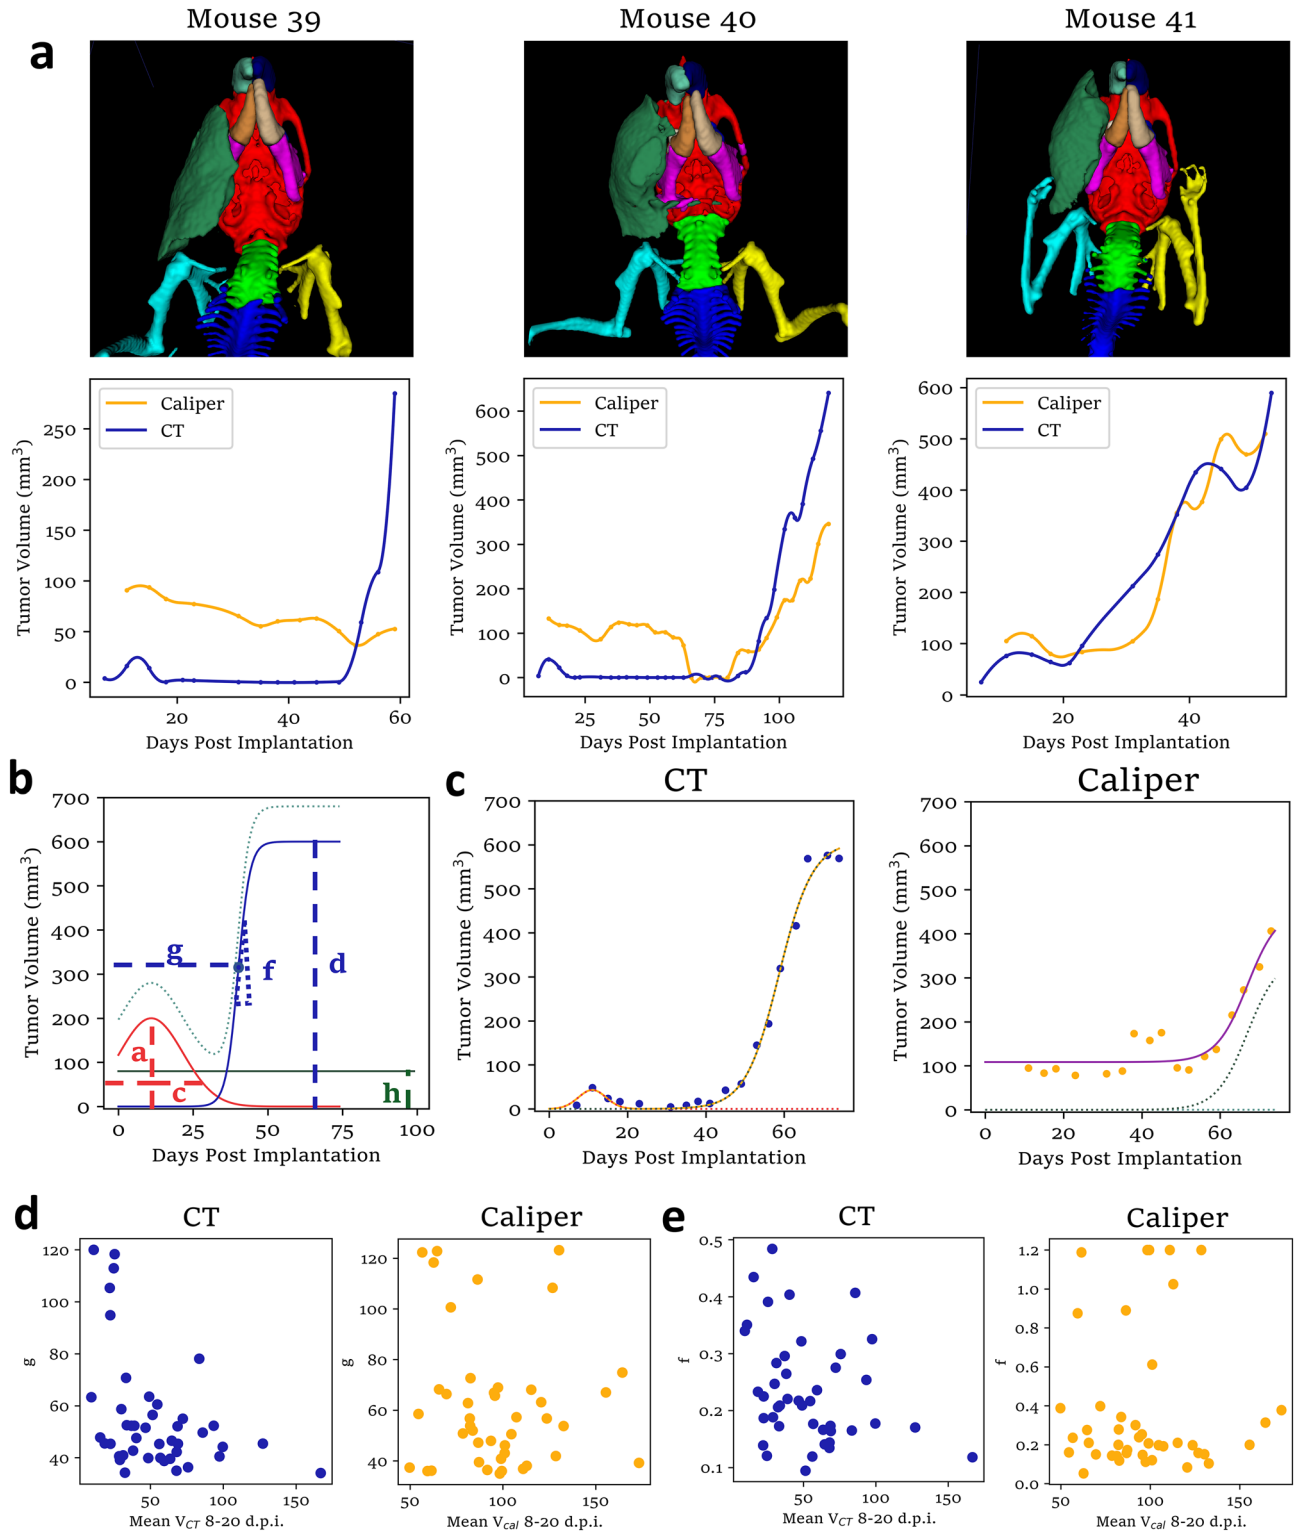 Mouse 39 Mouse 40 Mouse 41
a
Caliper
CT
Tumor Volume (mm³)
250
200
150
100
50
0
20 40 60
Days Post Implantation
Caliper
CT
Tumor Volume (mm³)
600
500
400
300
200
100
0
25 50 75 100
Days Post Implantation
Caliper
CT
Tumor Volume (mm³)
600
500
400
300
200
100
0
20 40
Days Post Implantation
b
Tumor Volume (mm³)
700
600
500
400
300
200
100
0
g
f
d
a
c
h
0 25 50 75 100
Days Post Implantation
c
CT
Tumor Volume (mm³)
700
600
500
400
300
200
100
0
0 20 40 60
Days Post Implantation
Caliper
Tumor Volume (mm³)
700
600
500
400
300
200
100
0
0 20 40 60
Days Post Implantation
d
CT
g
120
100
80
60
40
50 100 150
Mean V_CT 8-20 d.p.i.
Caliper
g
120
100
80
60
40
50 100 150
Mean V_cal 8-20 d.p.i.
e
CT
f
0.5
0.4
0.3
0.2
0.1
50 100 150
Mean V_CT 8-20 d.p.i.
Caliper
f
1.2
1.0
0.8
0.6
0.4
0.2
0.0
50 100 150
Mean V_cal 8-20 d.p.i.